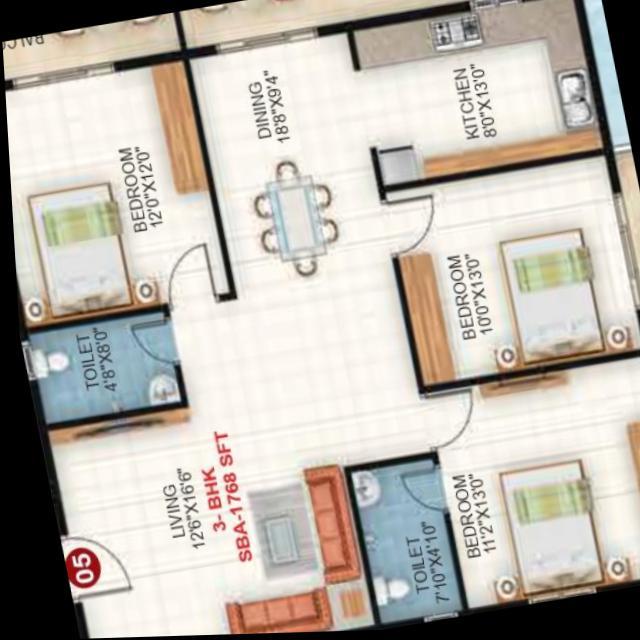 DINING
18'8"X9'4"
KITCHEN
8'0"X13'0"
BEDROOM
12'0"X12'0"
BEDROOM
10'0"X13'0"
TOILET
4'8"X8'0"
LIVING
12'6"X16'6"
3- BHK
SBA-1768 SFT
TOILET
7'10"X4'10"
BEDROOM
11'2"X13'0"
05